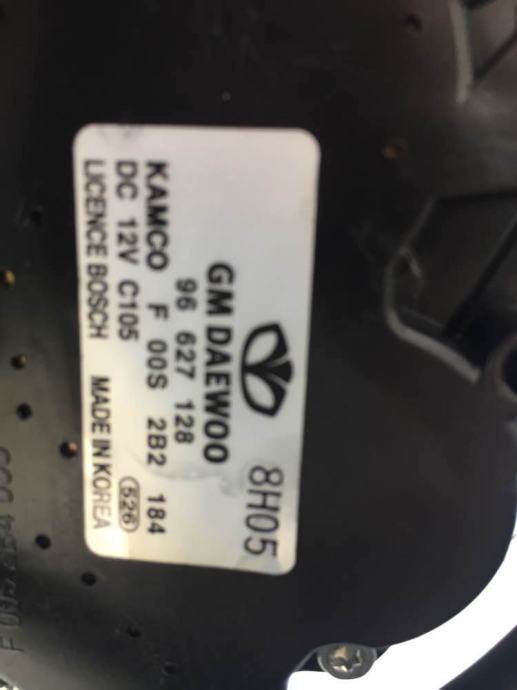 8H05
GM DAEWOO
96 627 128
KAMCO F 00S 2B2 184
DC 12V C105 526
LICENCE BOSCH MADE IN KOREA